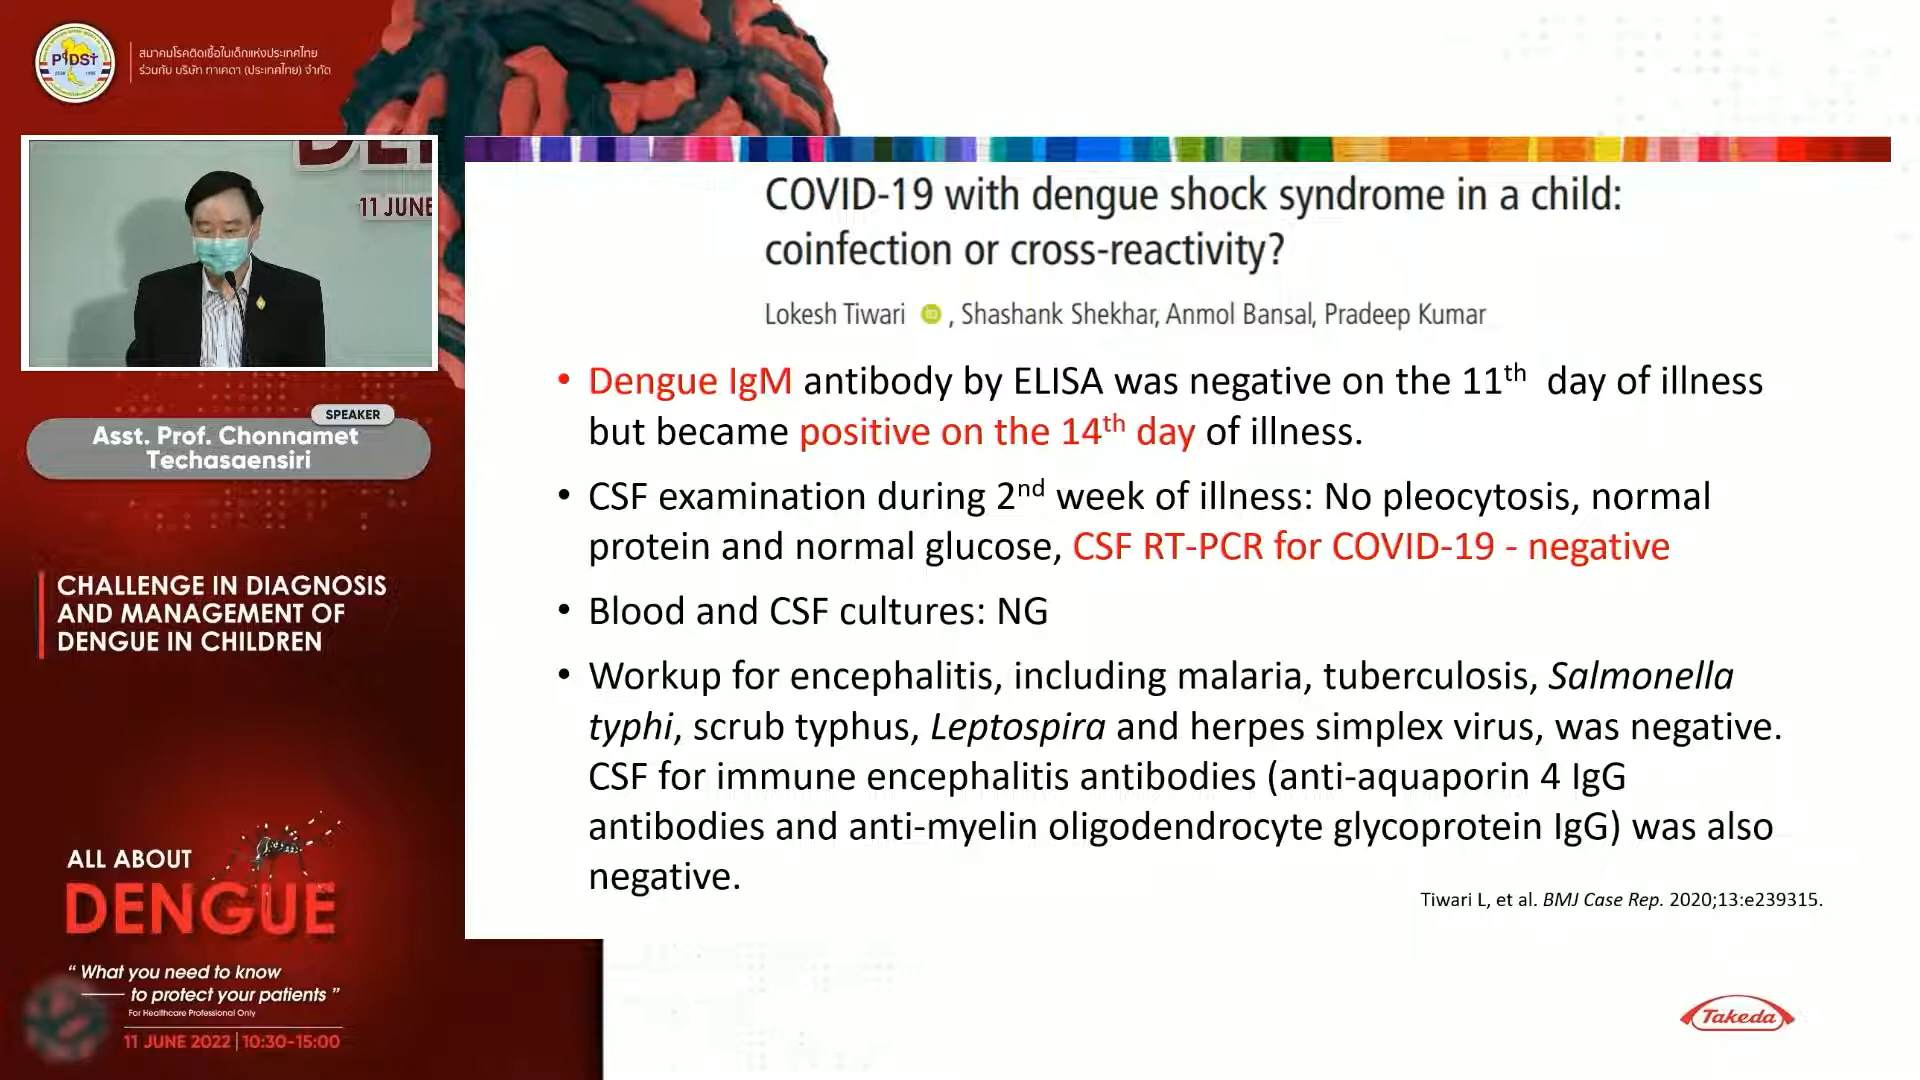 PIDST
สมาคมโรคติดเชื้อในเด็กแห่งประเทศไทย
ร่วมกับ บริษัท ทาเคดา (ประเทศไทย) จำกัด
11 JUNE
SPEAKER
Asst. Prof. Chonnamet
Techasaensiri
CHALLENGE IN DIAGNOSIS
AND MANAGEMENT OF
DENGUE IN CHILDREN
ALL ABOUT
DENGUE
“ What you need to know
to protect your patients ”
For Healthcare Professional Only
11 JUNE 2022 | 10:30-15:00
COVID-19 with dengue shock syndrome in a child:
coinfection or cross-reactivity?
Lokesh Tiwari iD , Shashank Shekhar, Anmol Bansal, Pradeep Kumar
• Dengue IgM antibody by ELISA was negative on the 11th day of illness
but became positive on the 14th day of illness.
• CSF examination during 2nd week of illness: No pleocytosis, normal
protein and normal glucose, CSF RT-PCR for COVID-19 - negative
• Blood and CSF cultures: NG
• Workup for encephalitis, including malaria, tuberculosis, Salmonella
typhi, scrub typhus, Leptospira and herpes simplex virus, was negative.
CSF for immune encephalitis antibodies (anti-aquaporin 4 IgG
antibodies and anti-myelin oligodendrocyte glycoprotein IgG) was also
negative.
Tiwari L, et al. BMJ Case Rep. 2020;13:e239315.
Takeda